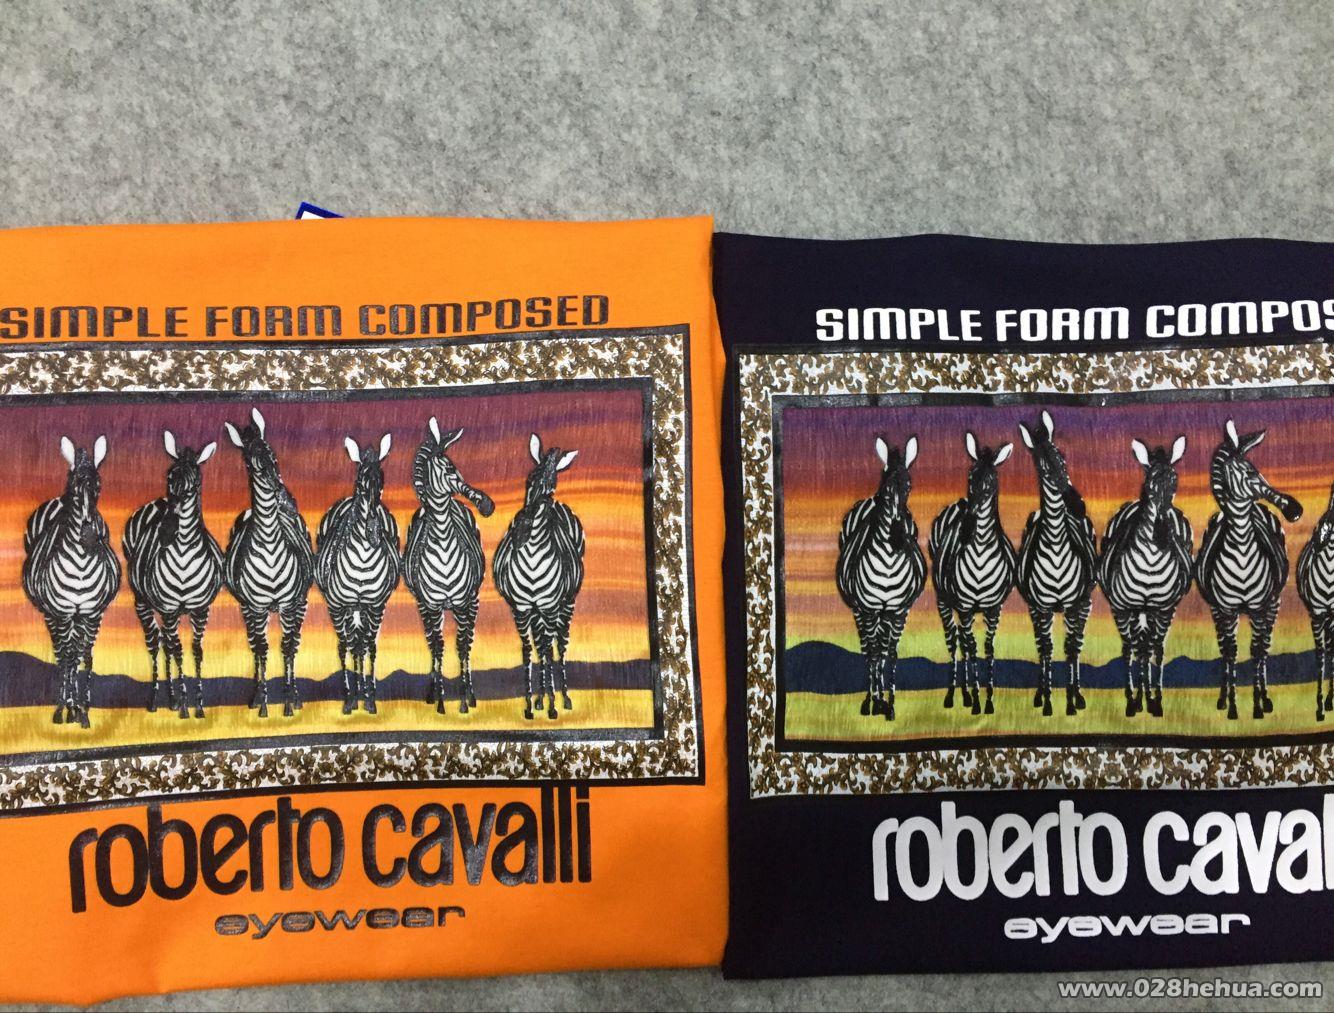 SIMPLE FORM COMPOSED
roberto cavalli
eyewear
SIMPLE FORM COMPOS
roberto caval
eyewear
www.028hehua.com